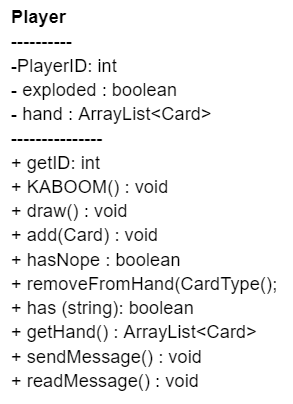 Player
----------
-PlayerID: int
- exploded : boolean
- hand : ArrayList<Card>
---------------
+ getID: int
+ KABOOM() : void
+ draw() : void
+ add(Card) : void
+ hasNope : boolean
+ removeFromHand(CardType();
+ has (string): boolean
+ getHand() : ArrayList<Card>
+ sendMessage() : void
+ readMessage() : void